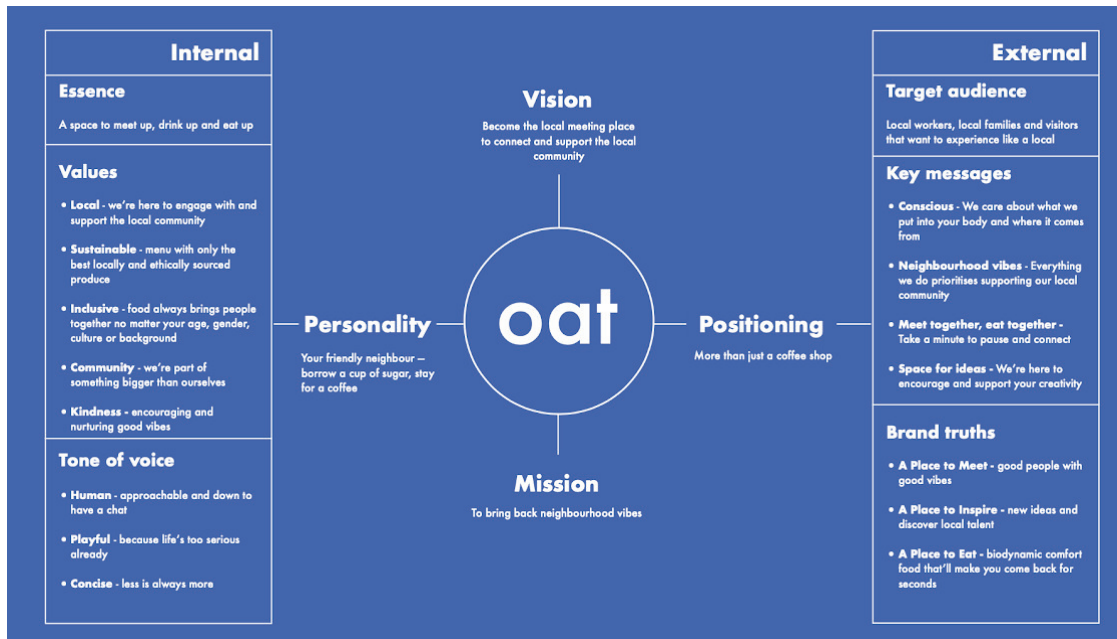 Internal
Essence
A space to meet up, drink up and eat up
Values
• Local - we're here to engage with and
support the local community
• Sustainable - menu with only the
best locally and ethically sourced
produce
• Inclusive - food always brings people
together no matter your age, gender,
culture or background
• Community - we're part of
something bigger than ourselves
• Kindness - encouraging and
nurturing good vibes
Tone of voice
• Human - approachable and down to
have a chat
• Playful - because life's too serious
already
• Concise - less is always more
Personality
Your friendly neighbour –
borrow a cup of sugar, stay
for a coffee
Vision
Become the local meeting place
to connect and support the local
community
oat
Mission
To bring back neighbourhood vibes
Positioning
More than just a coffee shop
External
Target audience
Local workers, local families and visitors
that want to experience like a local
Key messages
• Conscious - We care about what we
put into your body and where it comes
from
• Neighbourhood vibes - Everything
we do prioritises supporting our local
community
• Meet together, eat together -
Take a minute to pause and connect
• Space for ideas - We're here to
encourage and support your creativity
Brand truths
• A Place to Meet - good people with
good vibes
• A Place to Inspire - new ideas and
discover local talent
• A Place to Eat - biodynamic comfort
food that'll make you come back for
seconds